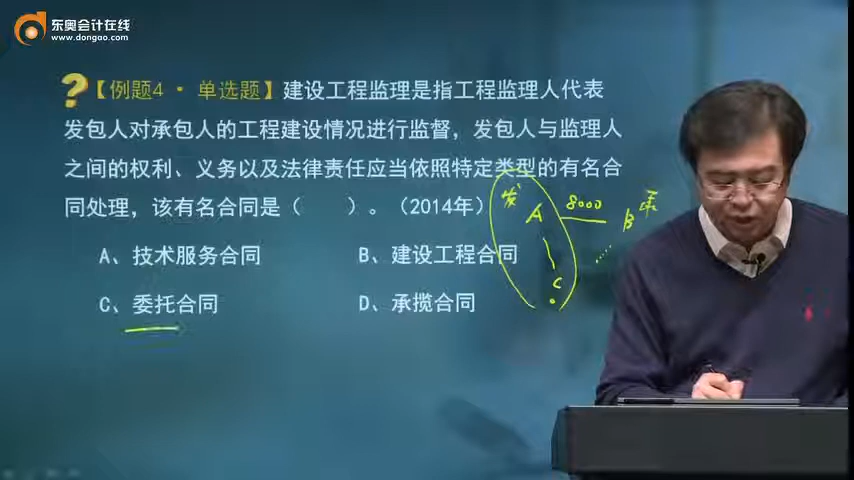 东奥会计在线
www.dongao.com
?【例题4 · 单选题】建设工程监理是指工程监理人代表
发包人对承包人的工程建设情况进行监督，发包人与监理人
之间的权利、义务以及法律责任应当依照特定类型的有名合
同处理，该有名合同是（　　）。（2014年）
发 A 8000 B 承
C
A、技术服务合同
B、建设工程合同
C、委托合同
D、承揽合同